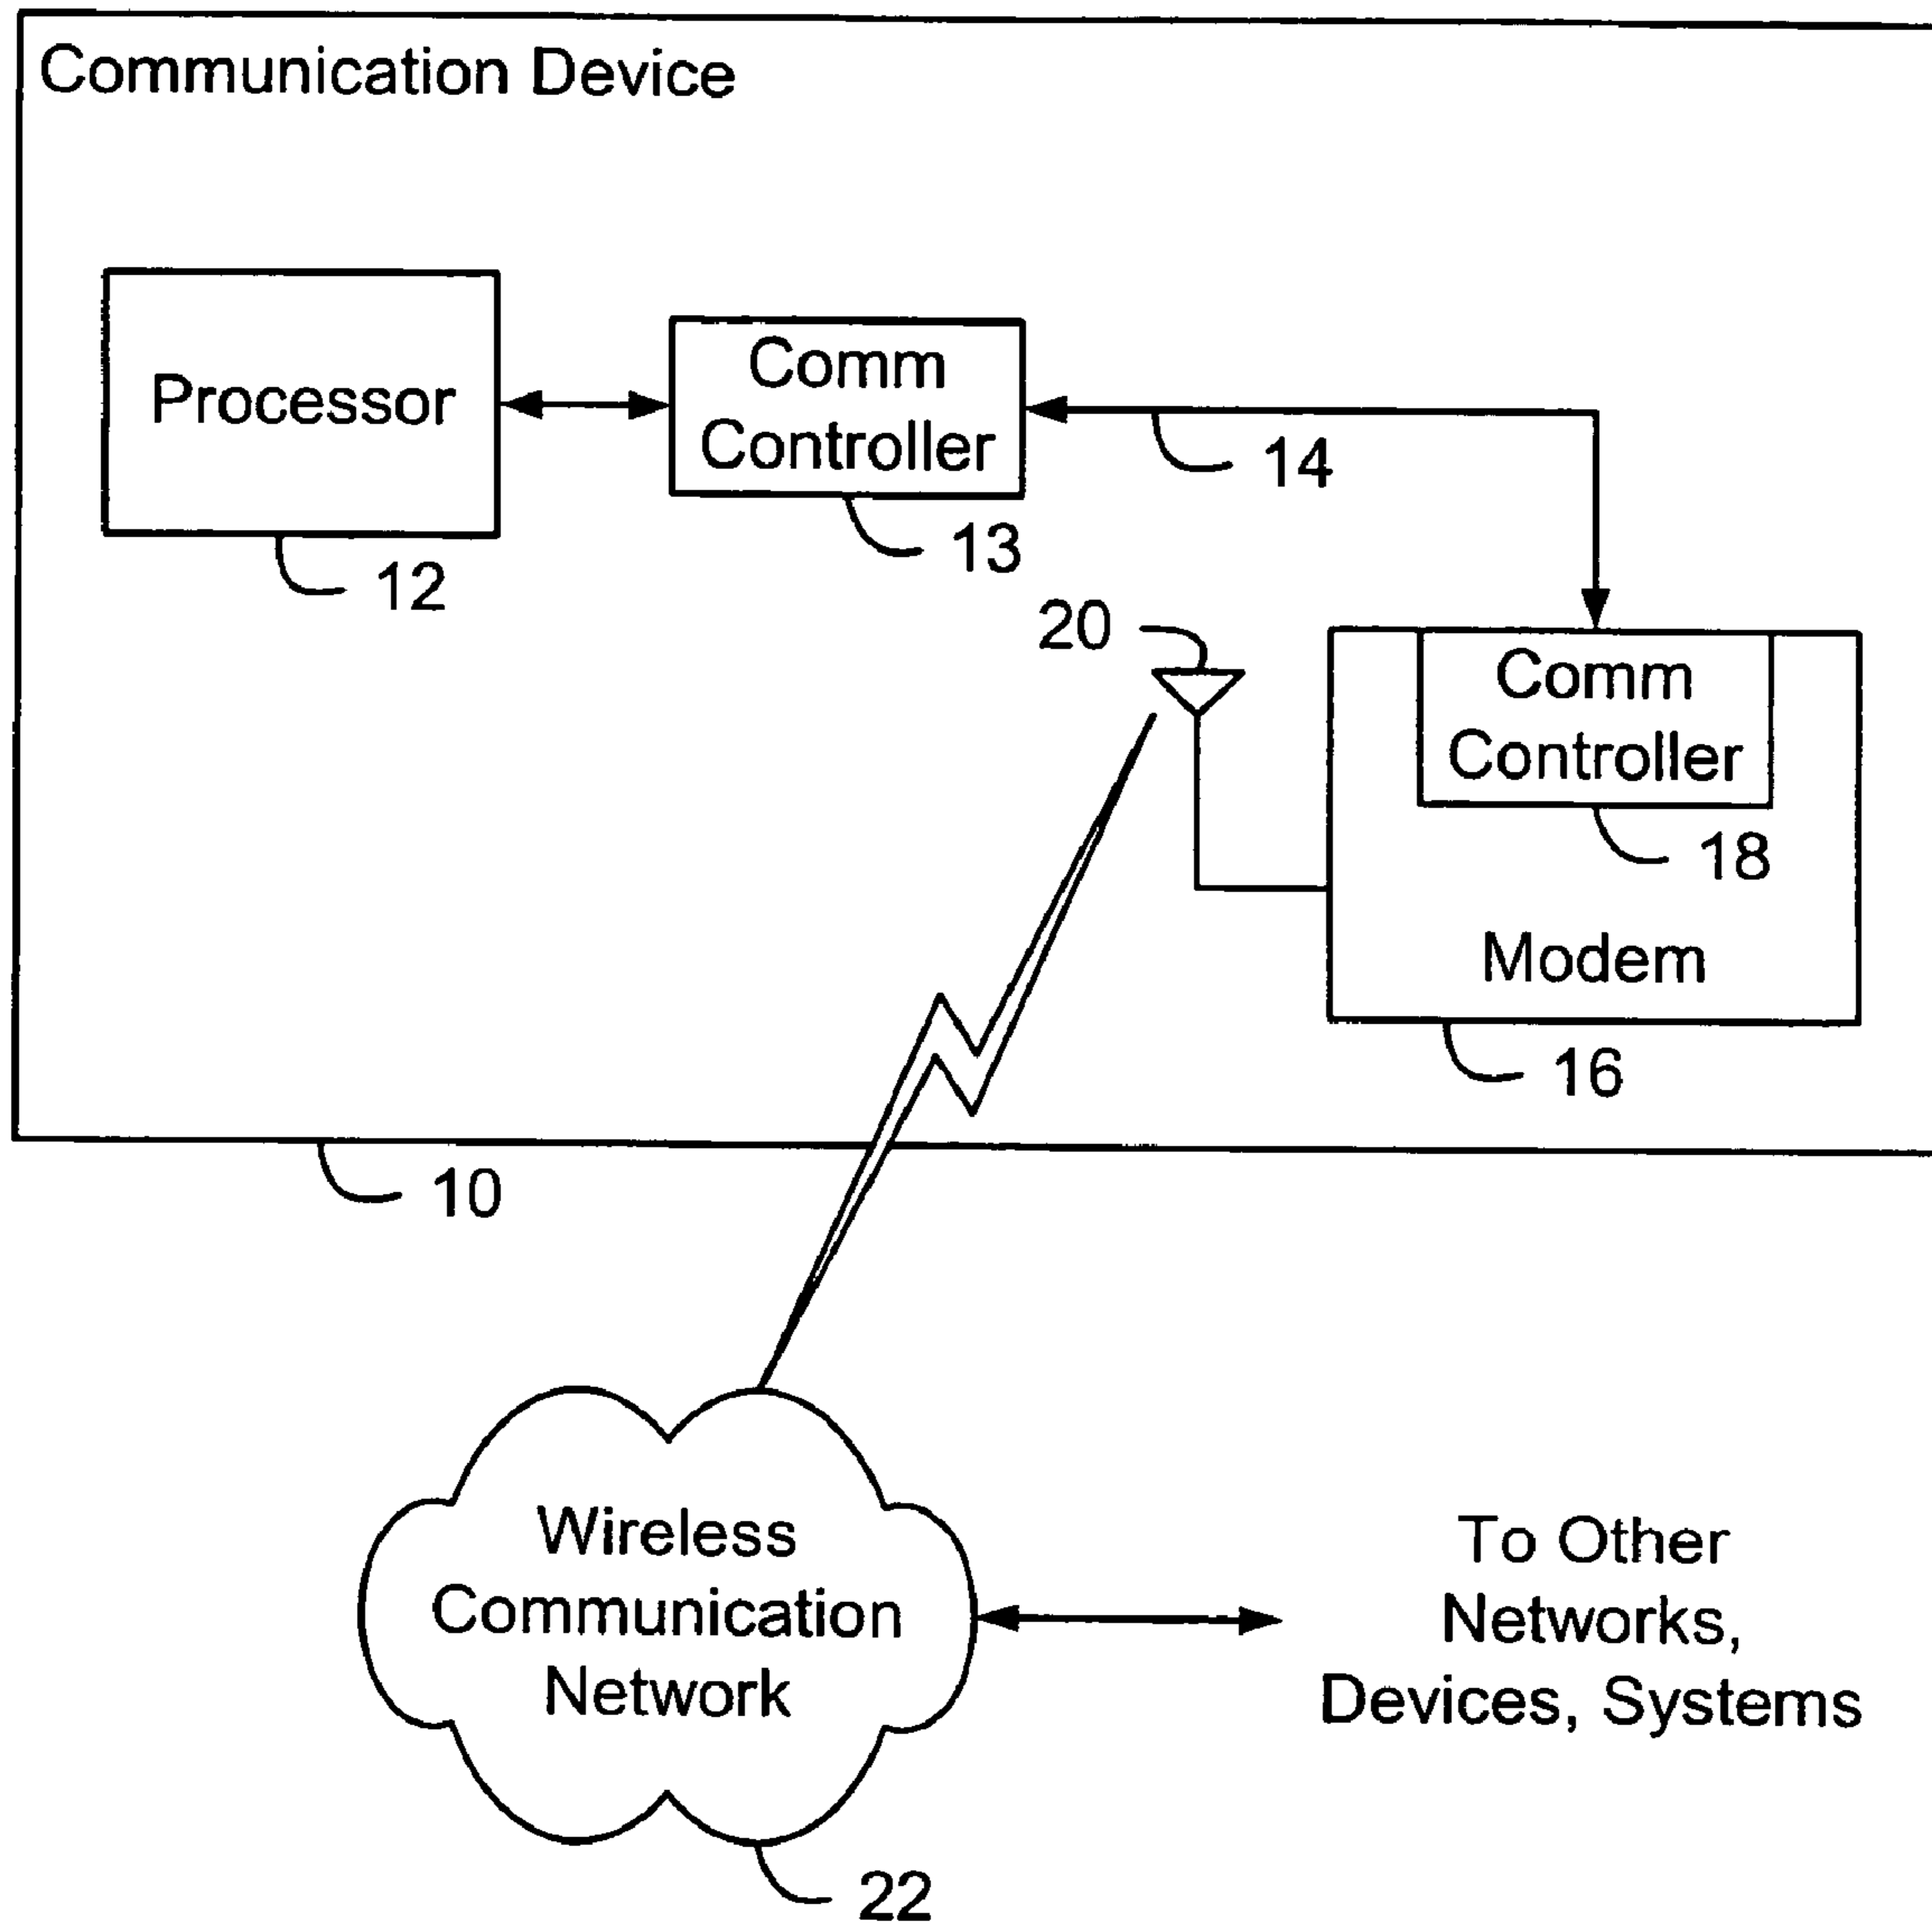 Communication Device
Processor
Comm
Controller
14
13
12
20
Comm
Controller
18
Modem
16
10
Wireless
Communication
Network
To Other
Networks,
Devices, Systems
22